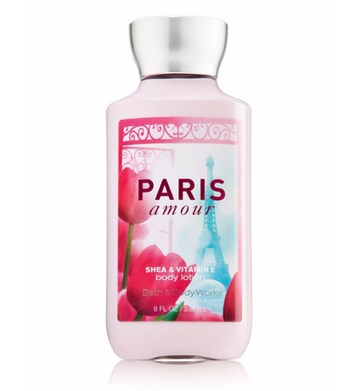 PARIS
amour
SHEA & VITAMIN E
body lotion
Bath & Body Works
8 FL OZ /